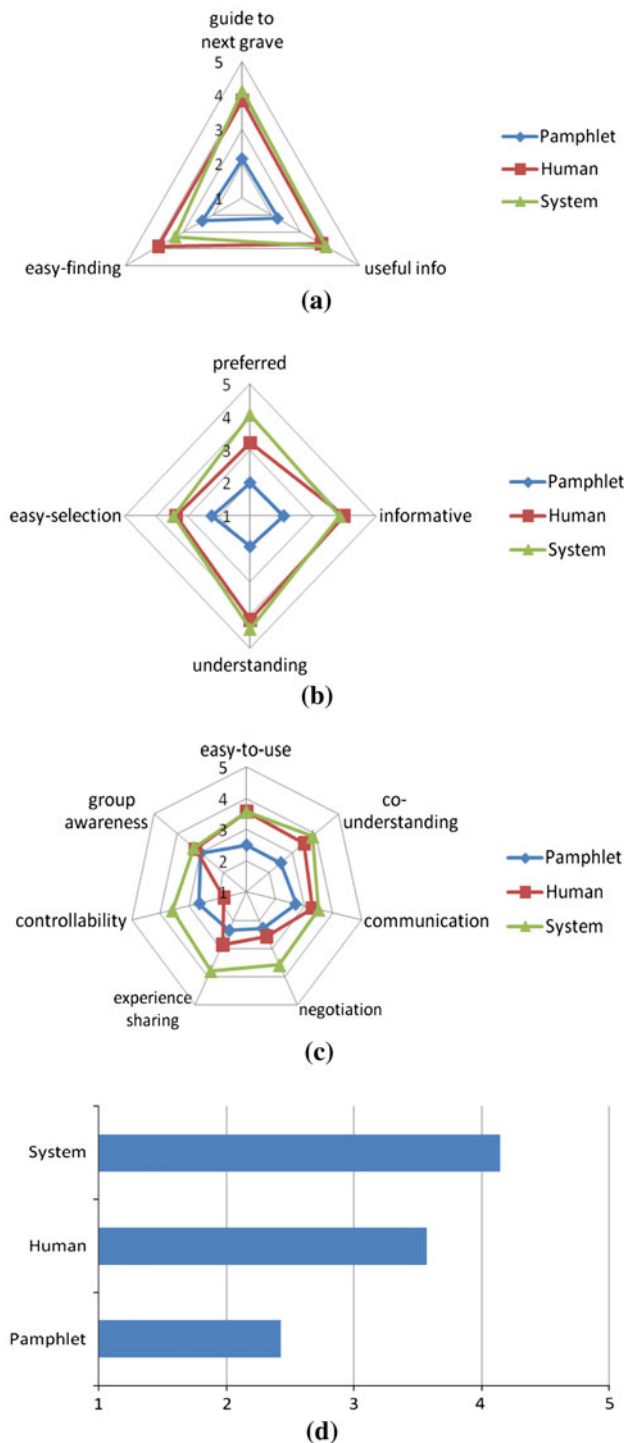 guide to
next grave
5
4
3
2
1
easy-finding
useful info
Pamphlet
Human
System
(a)
preferred
5
4
3
2
1
easy-selection
informative
understanding
Pamphlet
Human
System
(b)
easy-to-use
5
4
3
2
1
group
awareness
co-
understanding
controllability
communication
experience
sharing
negotiation
Pamphlet
Human
System
(c)
System
Human
Pamphlet
1 2 3 4 5
(d)